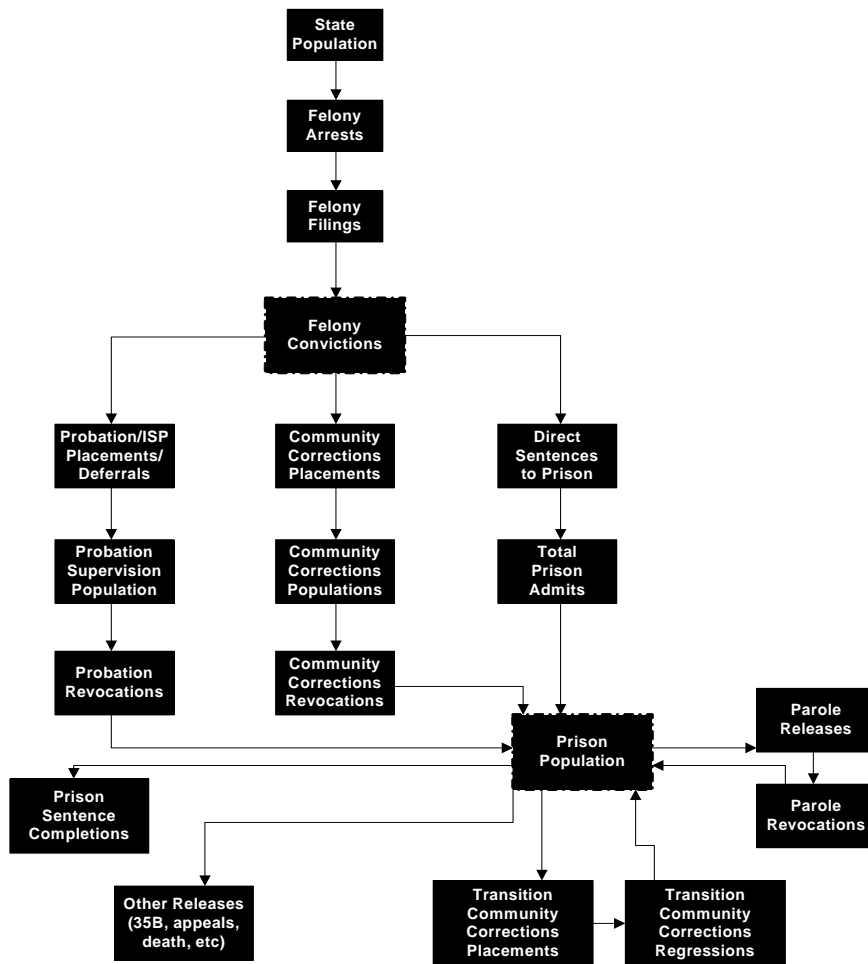 State
Population
Felony
Arrests
Felony
Filings
Felony
Convictions
Probation/ISP
Placements/
Deferrals
Community
Corrections
Placements
Direct
Sentences
to Prison
Probation
Supervision
Population
Community
Corrections
Populations
Total
Prison
Admits
Probation
Revocations
Community
Corrections
Revocations
Prison
Population
Parole
Releases
Prison
Sentence
Completions
Parole
Revocations
Other Releases
(35B, appeals,
death, etc)
Transition
Community
Corrections
Placements
Transition
Community
Corrections
Regressions